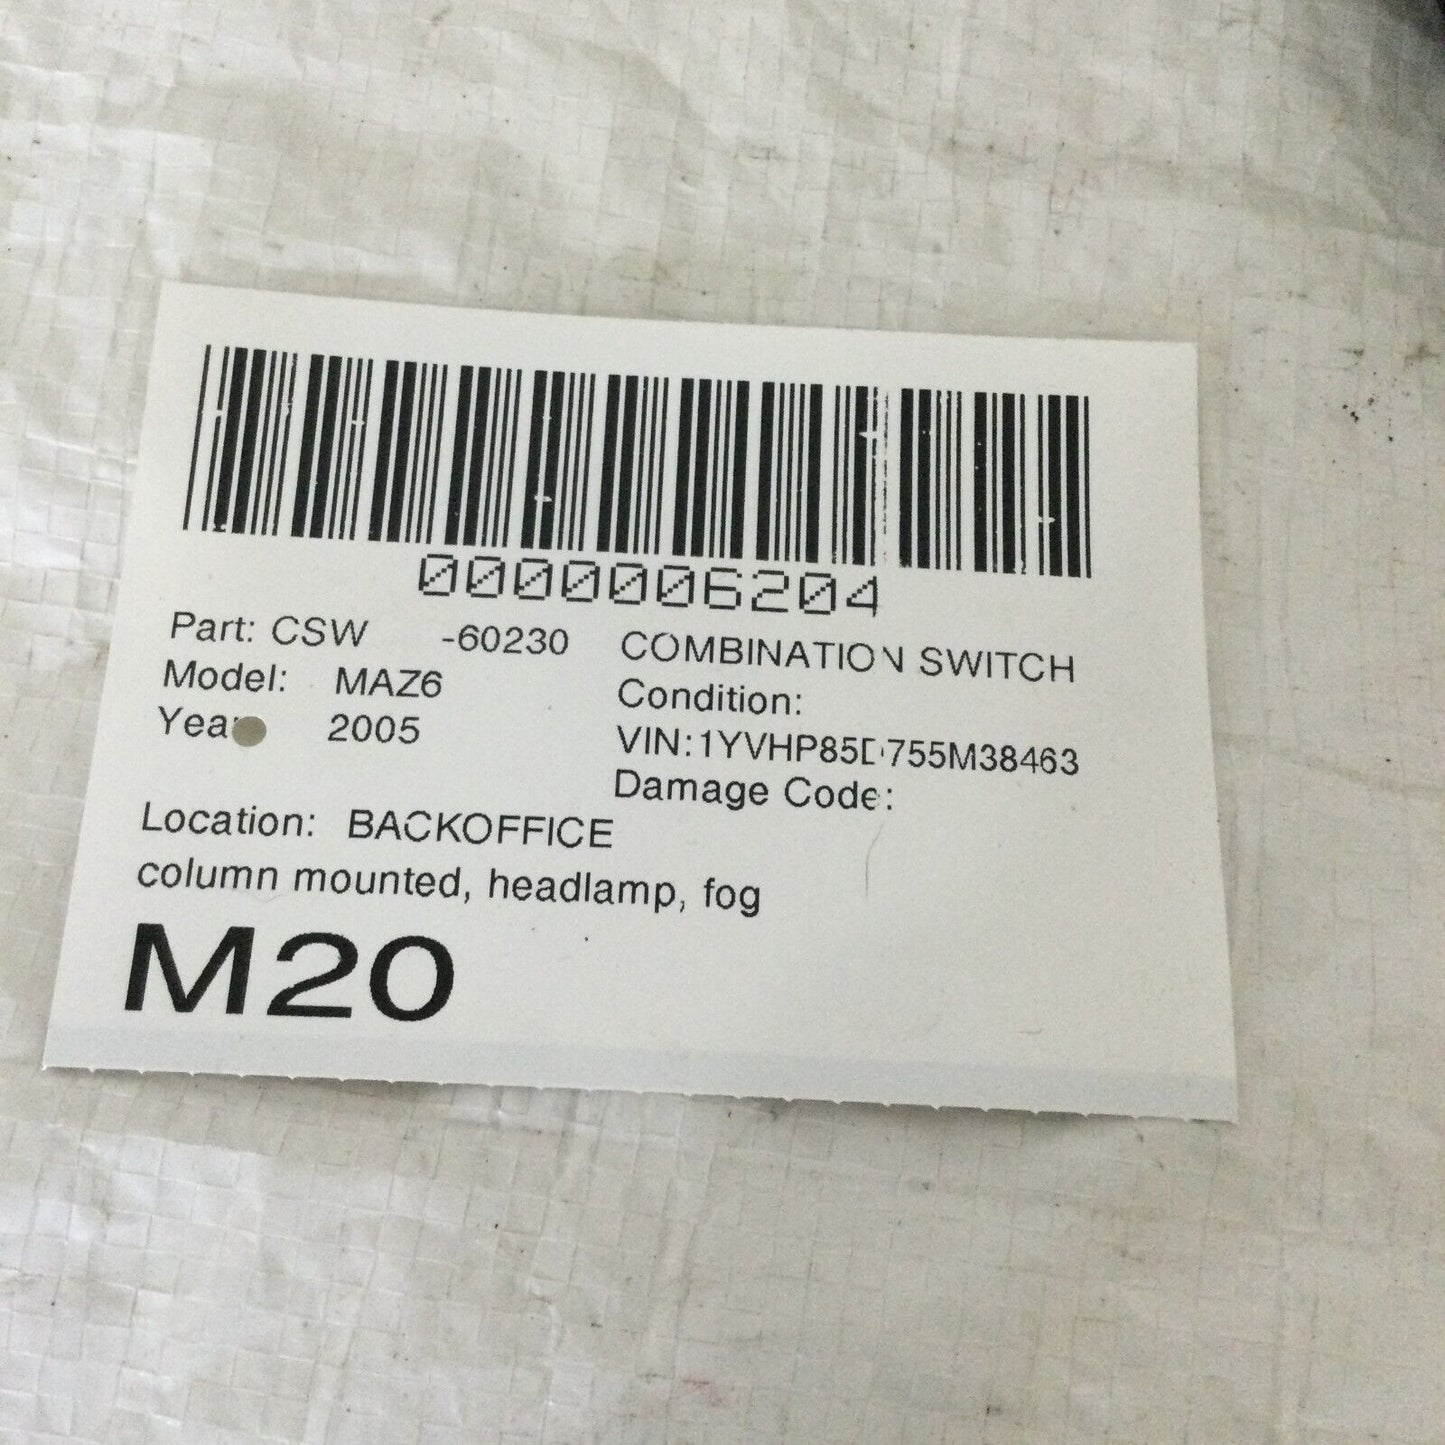 0000006204
Part: CSW -60230 COMBINATION SWITCH
Model: MAZ6 Condition:
Year 2005 VIN:1YVHP85D755M38463
Damage Code:
Location: BACKOFFICE
column mounted, headlamp, fog
M20